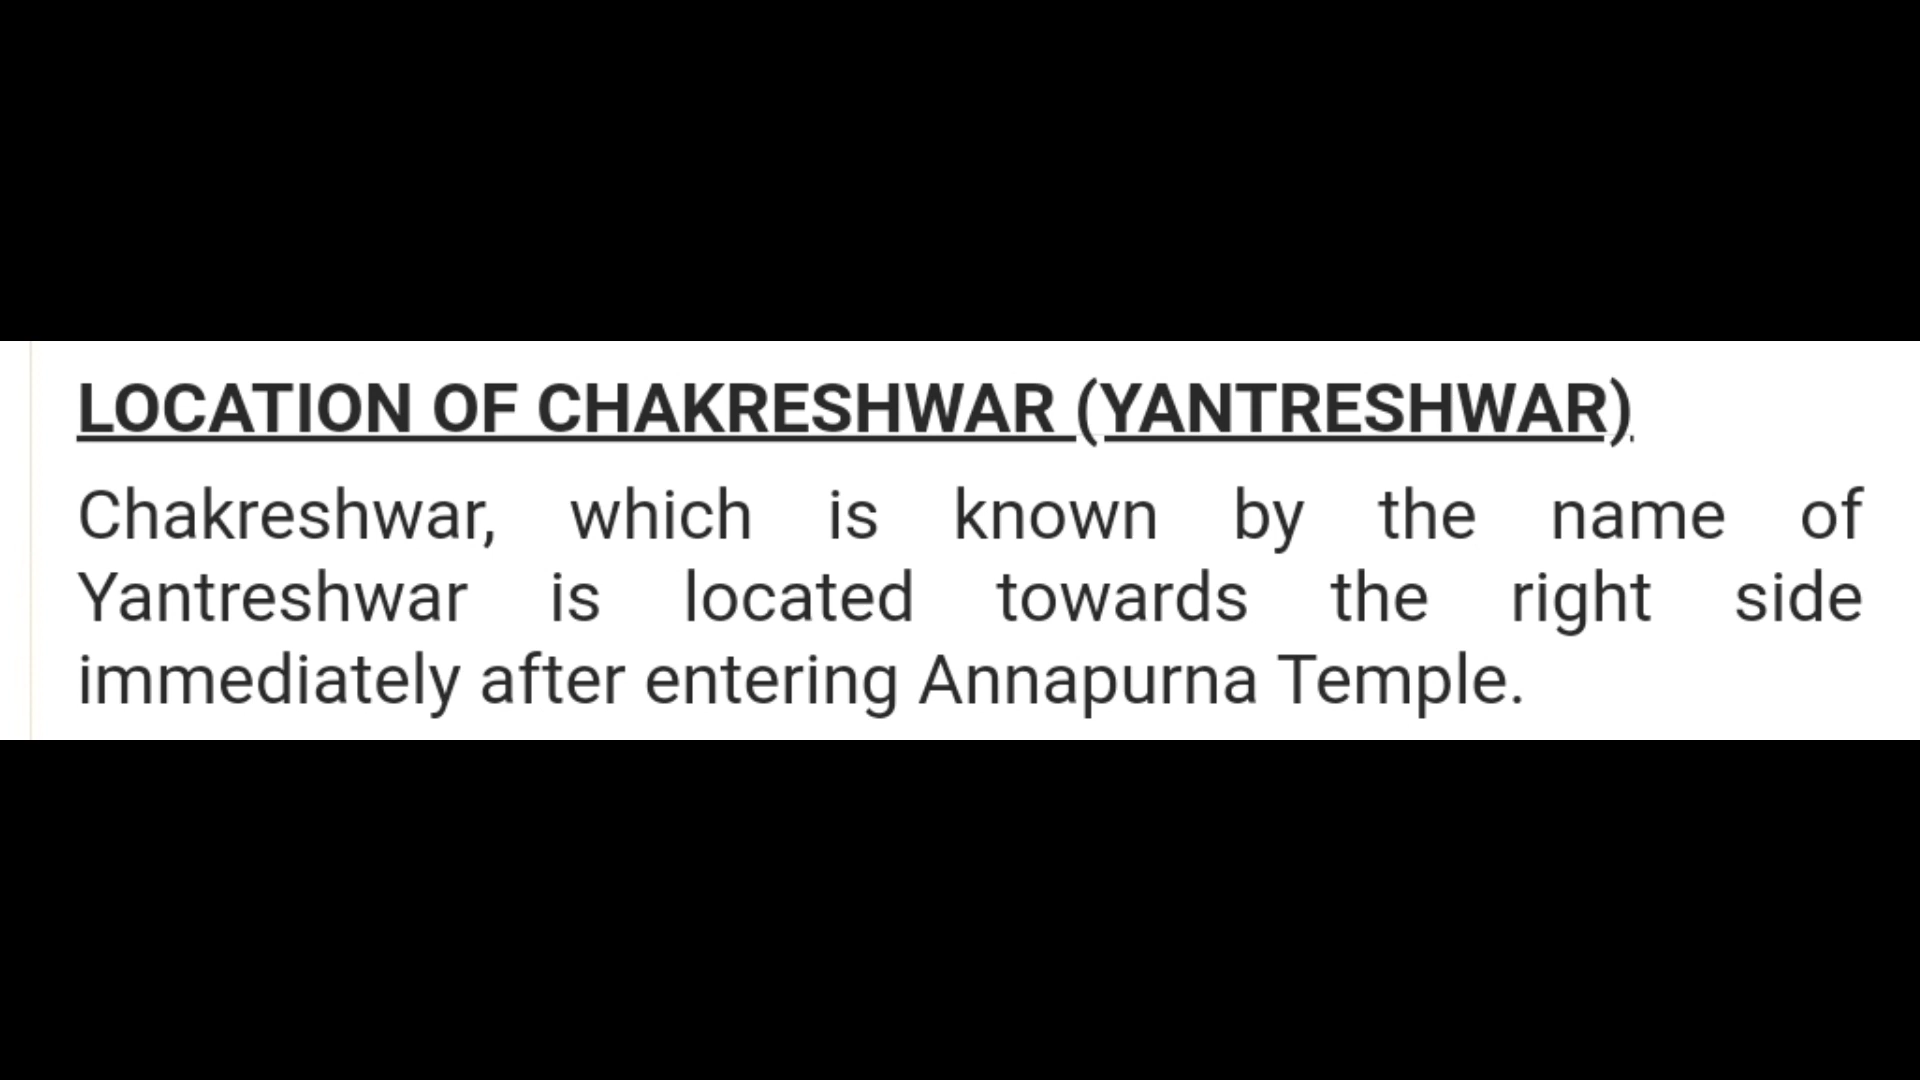 LOCATION OF CHAKRESHWAR (YANTRESHWAR)
Chakreshwar, which is known by the name of
Yantreshwar is located towards the right side
immediately after entering Annapurna Temple.